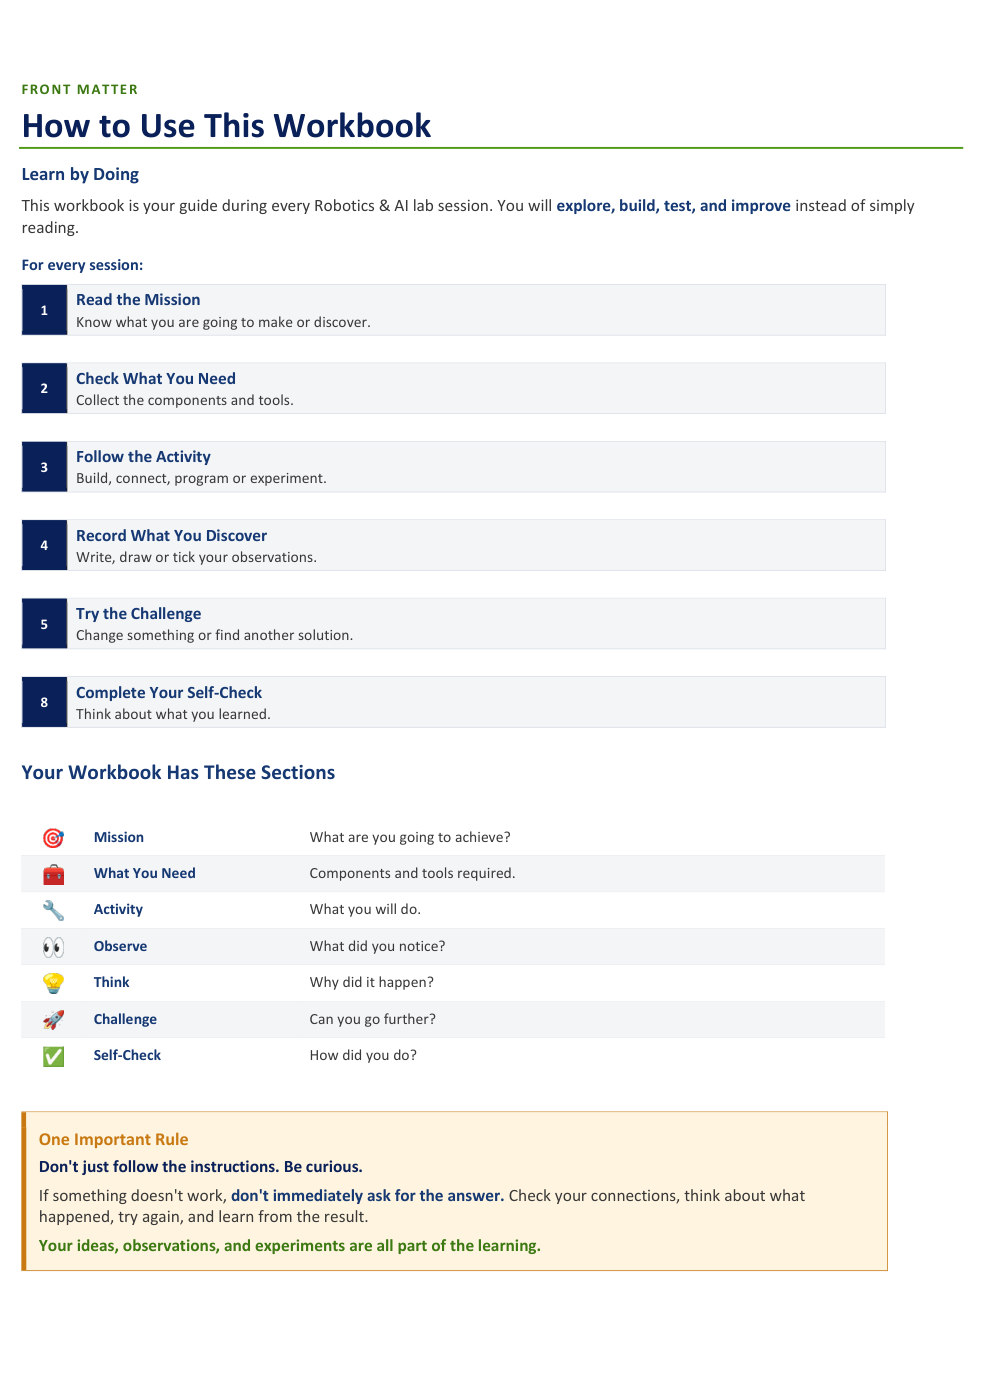 FRONT MATTER
How to Use This Workbook
Learn by Doing
This workbook is your guide during every Robotics & AI lab session. You will explore, build, test, and improve instead of simply
reading.
For every session:
1
Read the Mission
Know what you are going to make or discover.
2
Check What You Need
Collect the components and tools.
3
Follow the Activity
Build, connect, program or experiment.
4
Record What You Discover
Write, draw or tick your observations.
5
Try the Challenge
Change something or find another solution.
8
Complete Your Self-Check
Think about what you learned.
Your Workbook Has These Sections
Mission What are you going to achieve?
What You Need Components and tools required.
Activity What you will do.
Observe What did you notice?
Think Why did it happen?
Challenge Can you go further?
Self-Check How did you do?
One Important Rule
Don't just follow the instructions. Be curious.
If something doesn't work, don't immediately ask for the answer. Check your connections, think about what
happened, try again, and learn from the result.
Your ideas, observations, and experiments are all part of the learning.